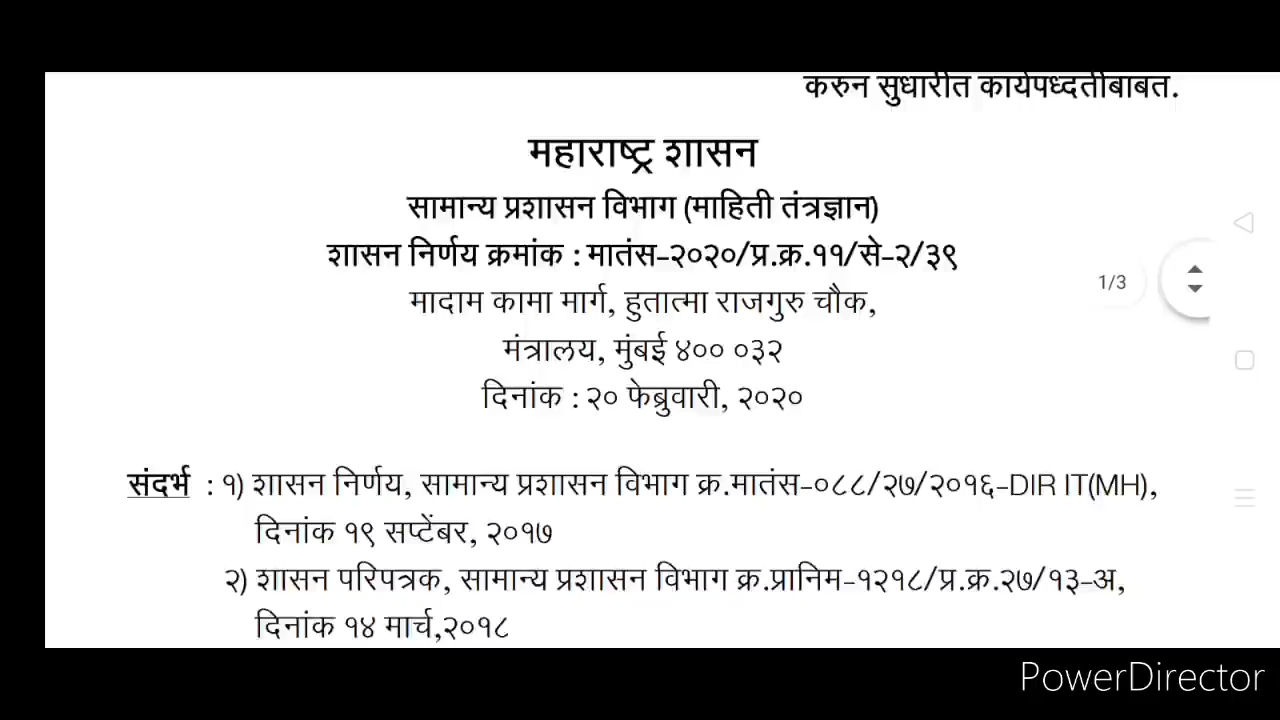 करुन सुधारीत कार्यपध्दतीबाबत.
महाराष्ट्र शासन
सामान्य प्रशासन विभाग (माहिती तंत्रज्ञान)
शासन निर्णय क्रमांक : मातंस-२०२०/प्र.क्र.११/से-२/३९
मादाम कामा मार्ग, हुतात्मा राजगुरु चौक,
1/3
मंत्रालय, मुंबई ४०० ०३२
दिनांक : २० फेब्रुवारी, २०२०
संदर्भ : १) शासन निर्णय, सामान्य प्रशासन विभाग क्र.मातंस-०८८/२७/२०१६-DIR IT(MH),
दिनांक १९ सप्टेंबर, २०१७
२) शासन परिपत्रक, सामान्य प्रशासन विभाग क्र.प्रानिम-१२१८/प्र.क्र.२७/१३-अ,
दिनांक १४ मार्च,२०१८
PowerDirector